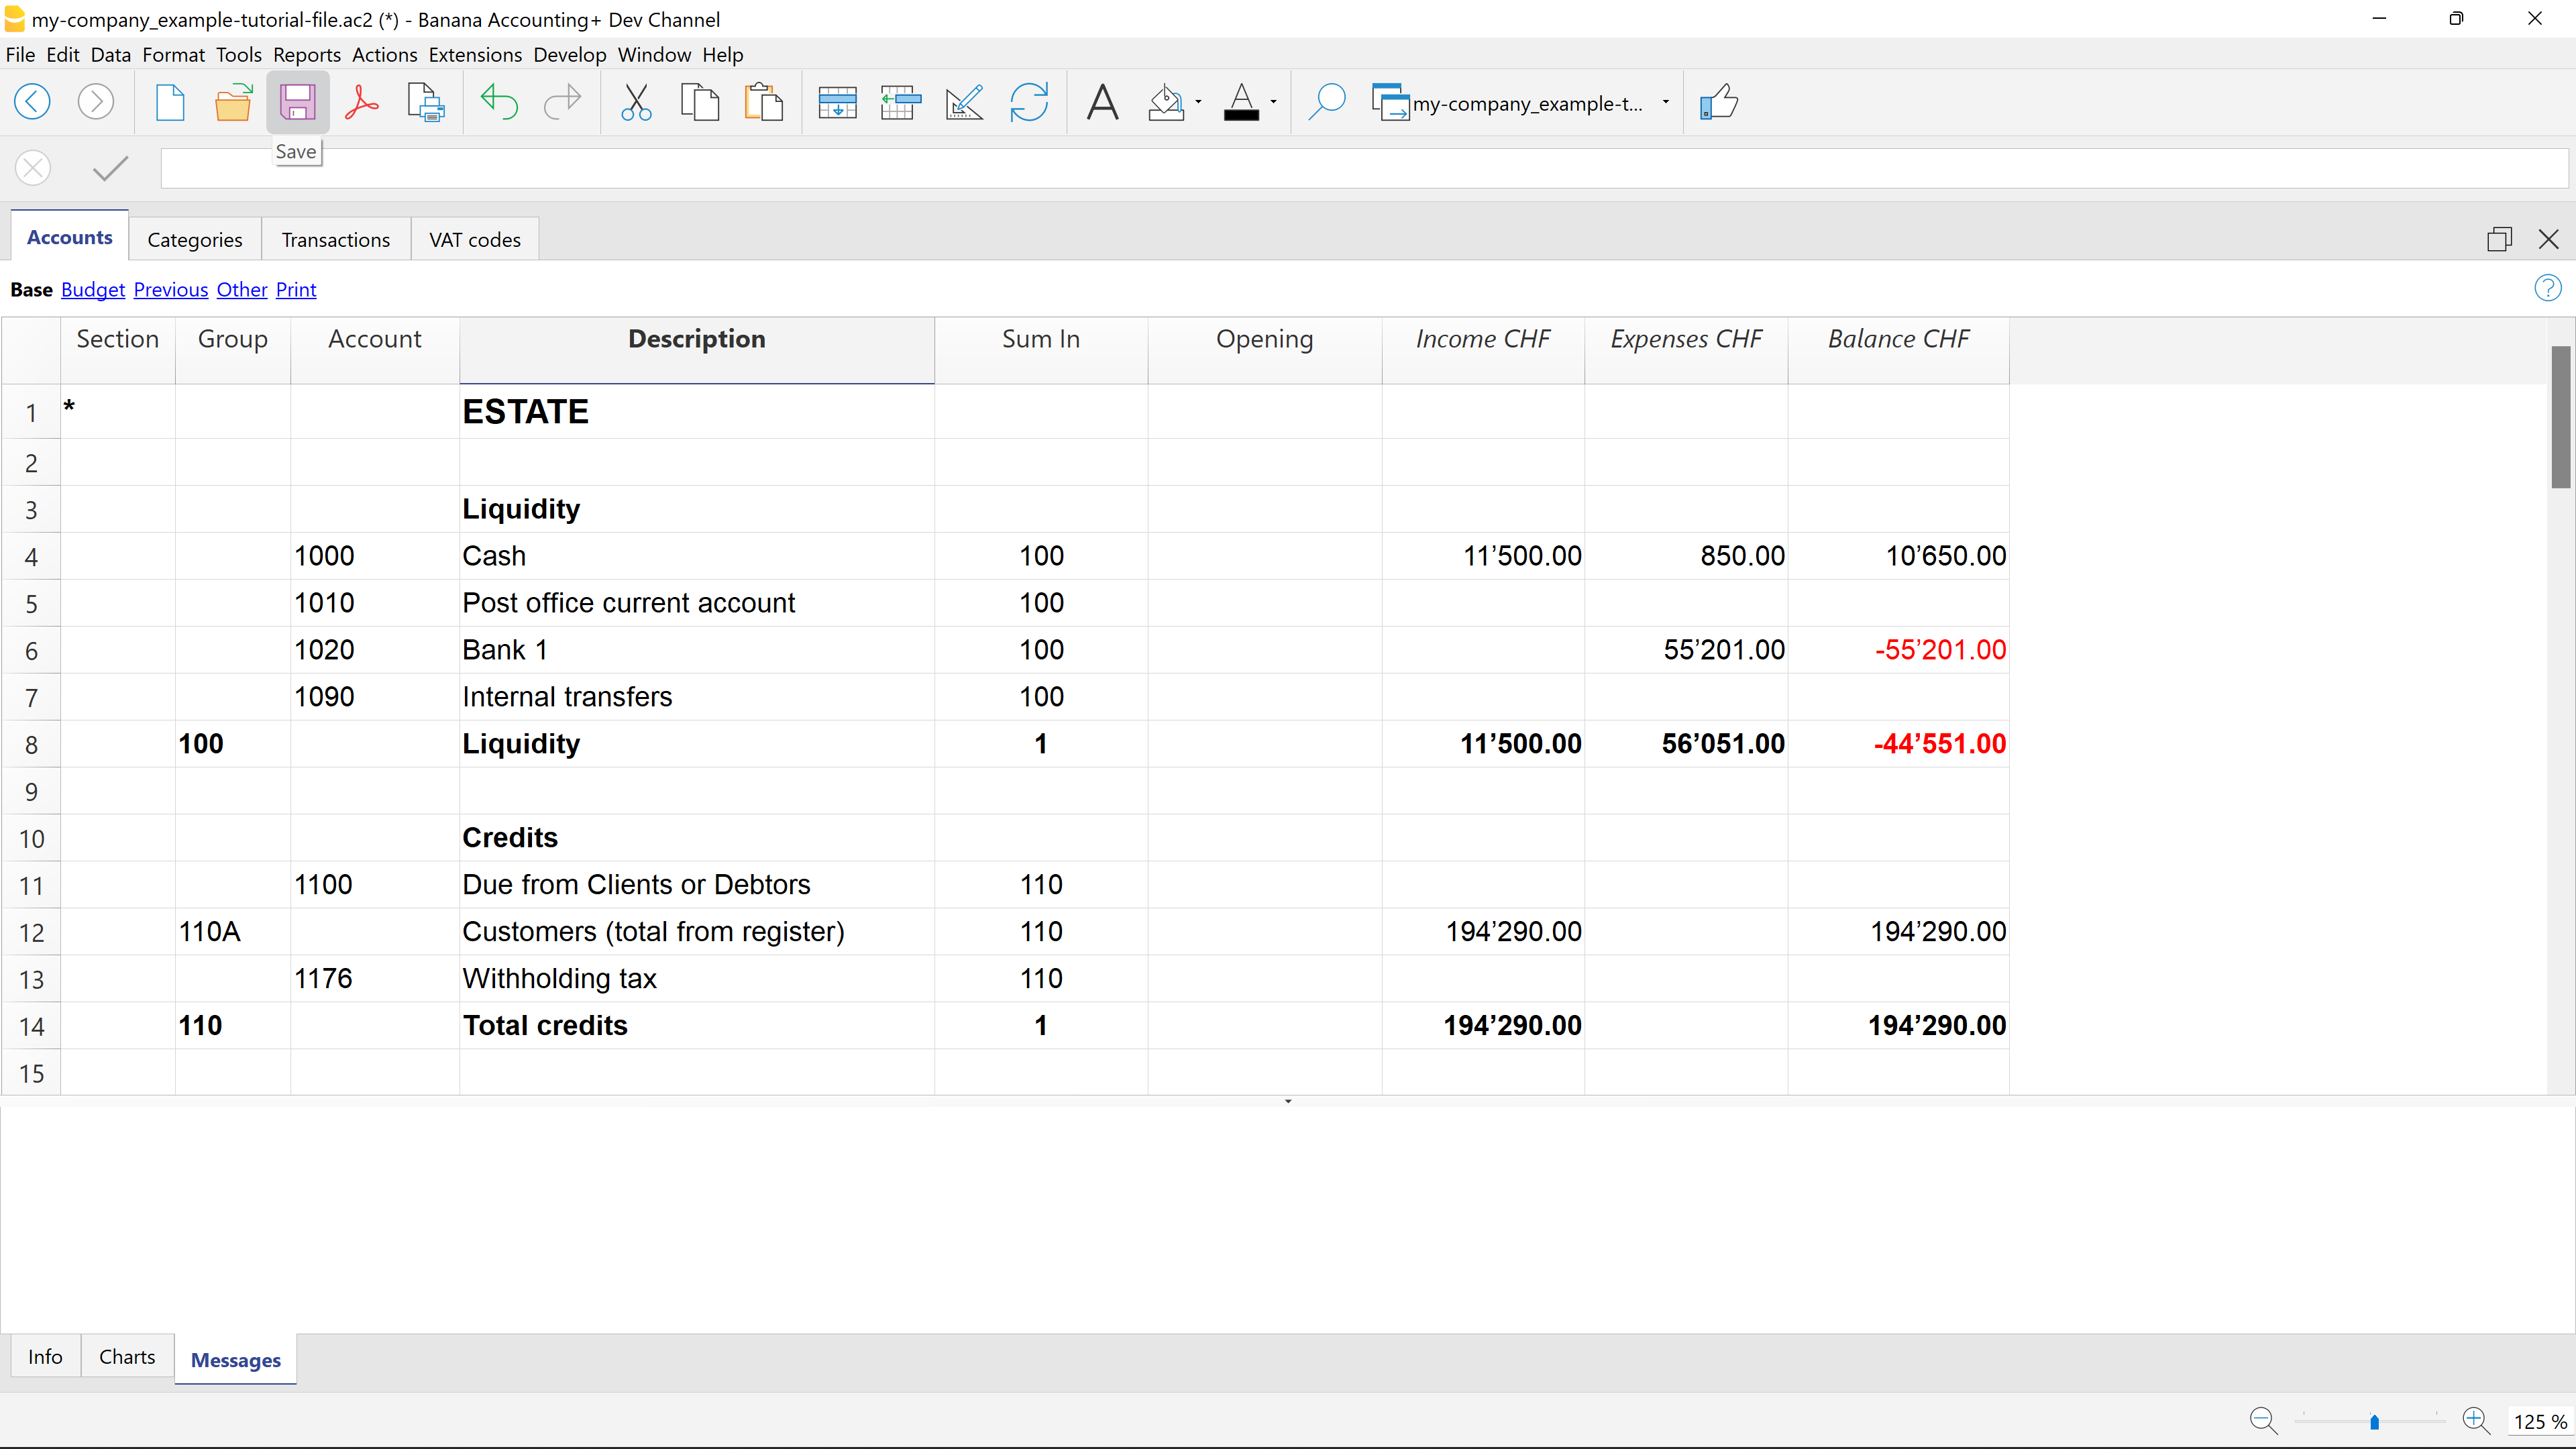 my-company_example-tutorial-file.ac2 (*) - Banana Accounting+ Dev Channel
File Edit Data Format Tools Reports Actions Extensions Develop Window Help
my-company_example-t...
Save
Accounts Categories Transactions VAT codes
Base Budget Previous Other Print
Section Group Account Description Sum In Opening Income CHF Expenses CHF Balance CHF
1 * ESTATE
2
3 Liquidity
4 1000 Cash 100 11’500.00 850.00 10’650.00
5 1010 Post office current account 100
6 1020 Bank 1 100 55’201.00 -55’201.00
7 1090 Internal transfers 100
8 100 Liquidity 1 11’500.00 56’051.00 -44’551.00
9
10 Credits
11 1100 Due from Clients or Debtors 110
12 110A Customers (total from register) 110 194’290.00 194’290.00
13 1176 Withholding tax 110
14 110 Total credits 1 194’290.00 194’290.00
15
Info Charts Messages
125 %